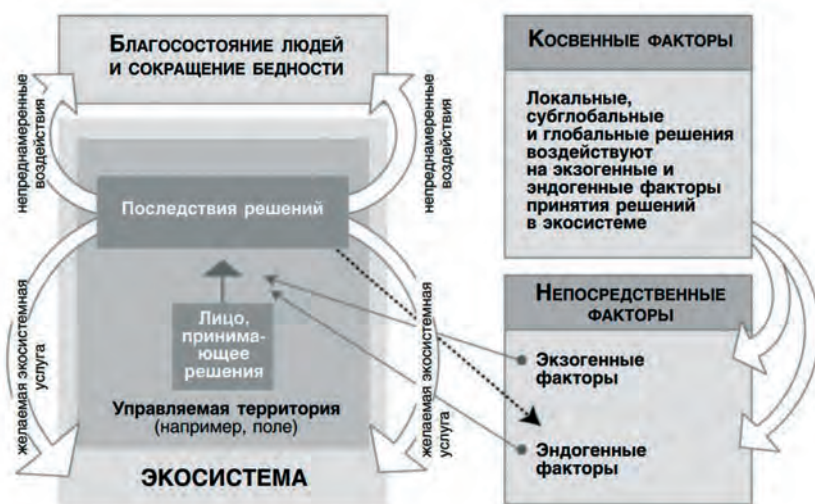 БЛАГОСОСТОЯНИЕ ЛЮДЕЙ
И СОКРАЩЕНИЕ БЕДНОСТИ
непреднамеренные
воздействия
непреднамеренные
воздействия
Последствия решений
желаемая экосистемная
услуга
желаемая экосистемная
услуга
Лицо,
принима-
ющее
решения
Управляемая территория
(например, поле)
ЭКОСИСТЕМА
КОСВЕННЫЕ ФАКТОРЫ
Локальные,
субглобальные
и глобальные решения
воздействуют
на экзогенные и
эндогенные факторы
принятия решений
в экосистеме
НЕПОСРЕДСТВЕННЫЕ
ФАКТОРЫ
Экзогенные
факторы
Эндогенные
факторы